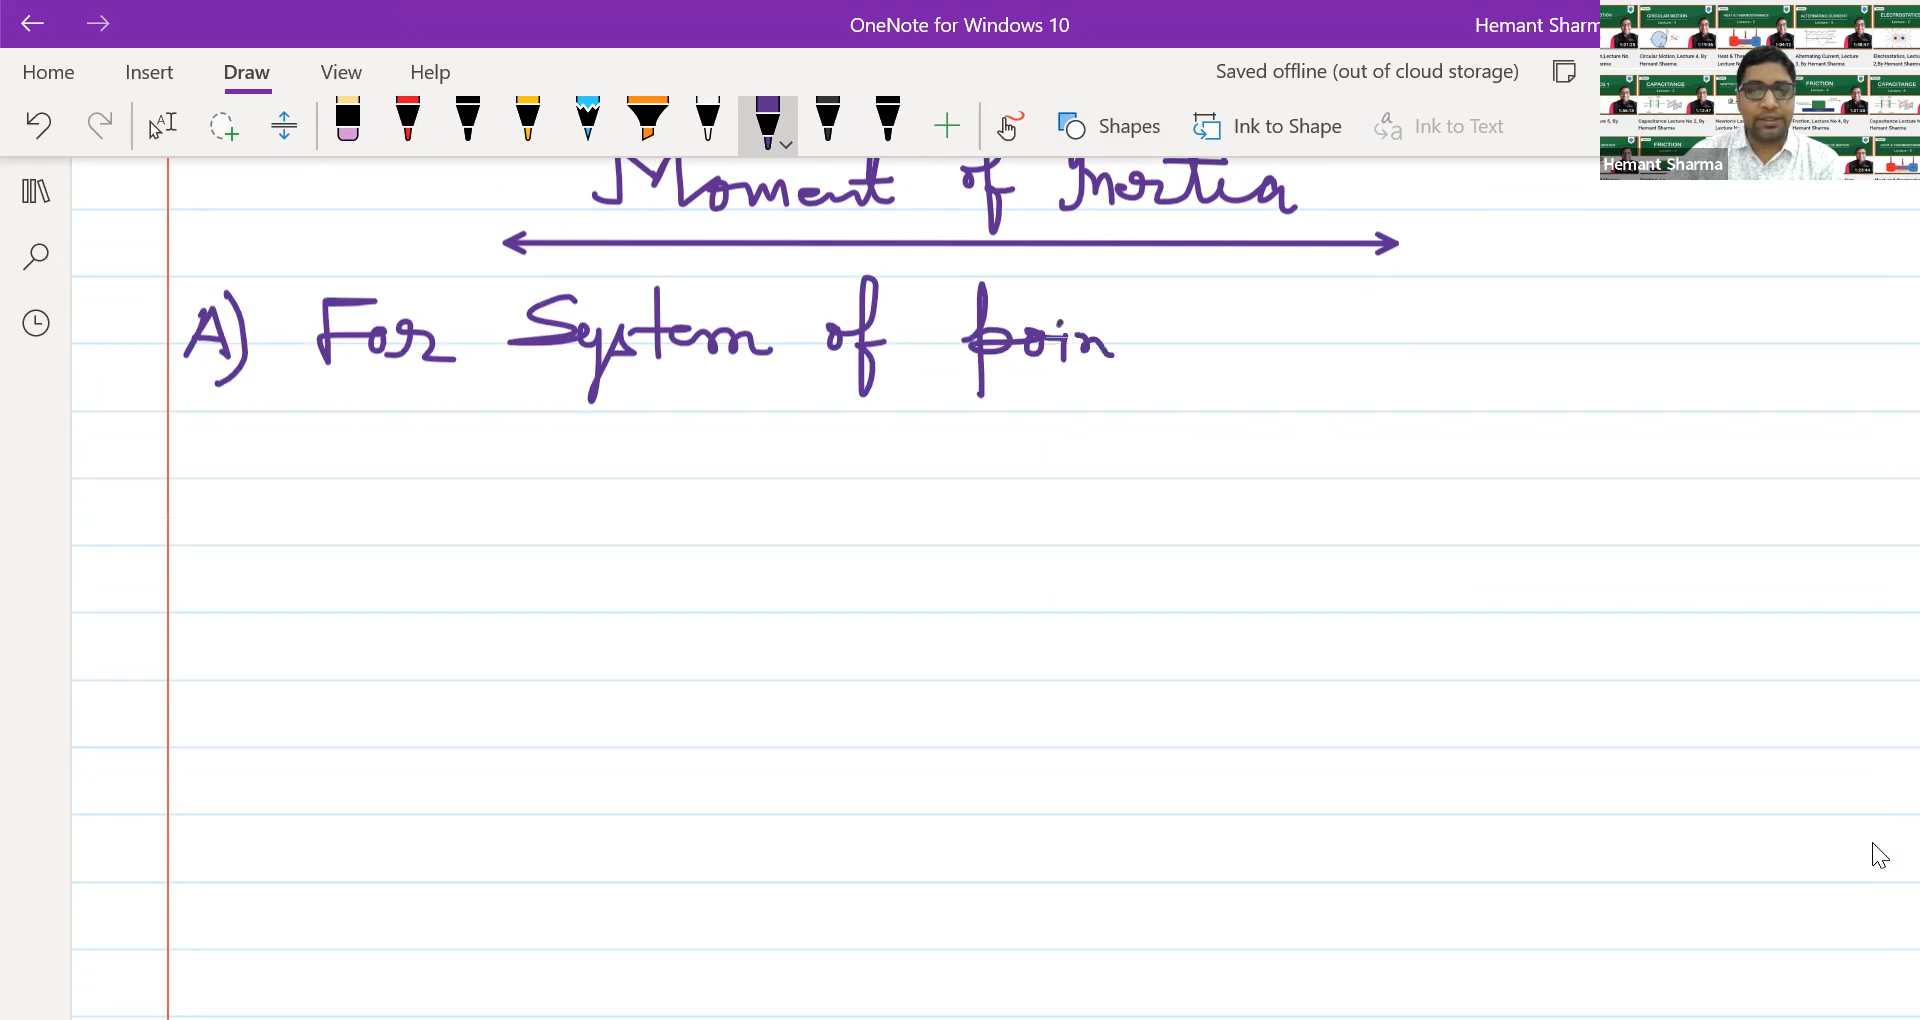 OneNote for Windows 10
Hemant Sharm
Home Insert Draw View Help
Saved offline (out of cloud storage)
Shapes Ink to Shape Ink to Text
Hemant Sharma
Moment of Inertia
A) For System of poin